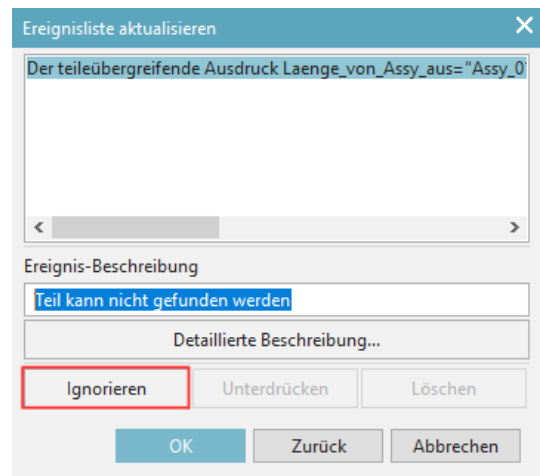 Ereignisliste aktualisieren
Der teileübergreifende Ausdruck Laenge_von_Assy_aus="Assy_0
Ereignis-Beschreibung
Teil kann nicht gefunden werden
Detaillierte Beschreibung...
Ignorieren Unterdrücken Löschen
OK Zurück Abbrechen